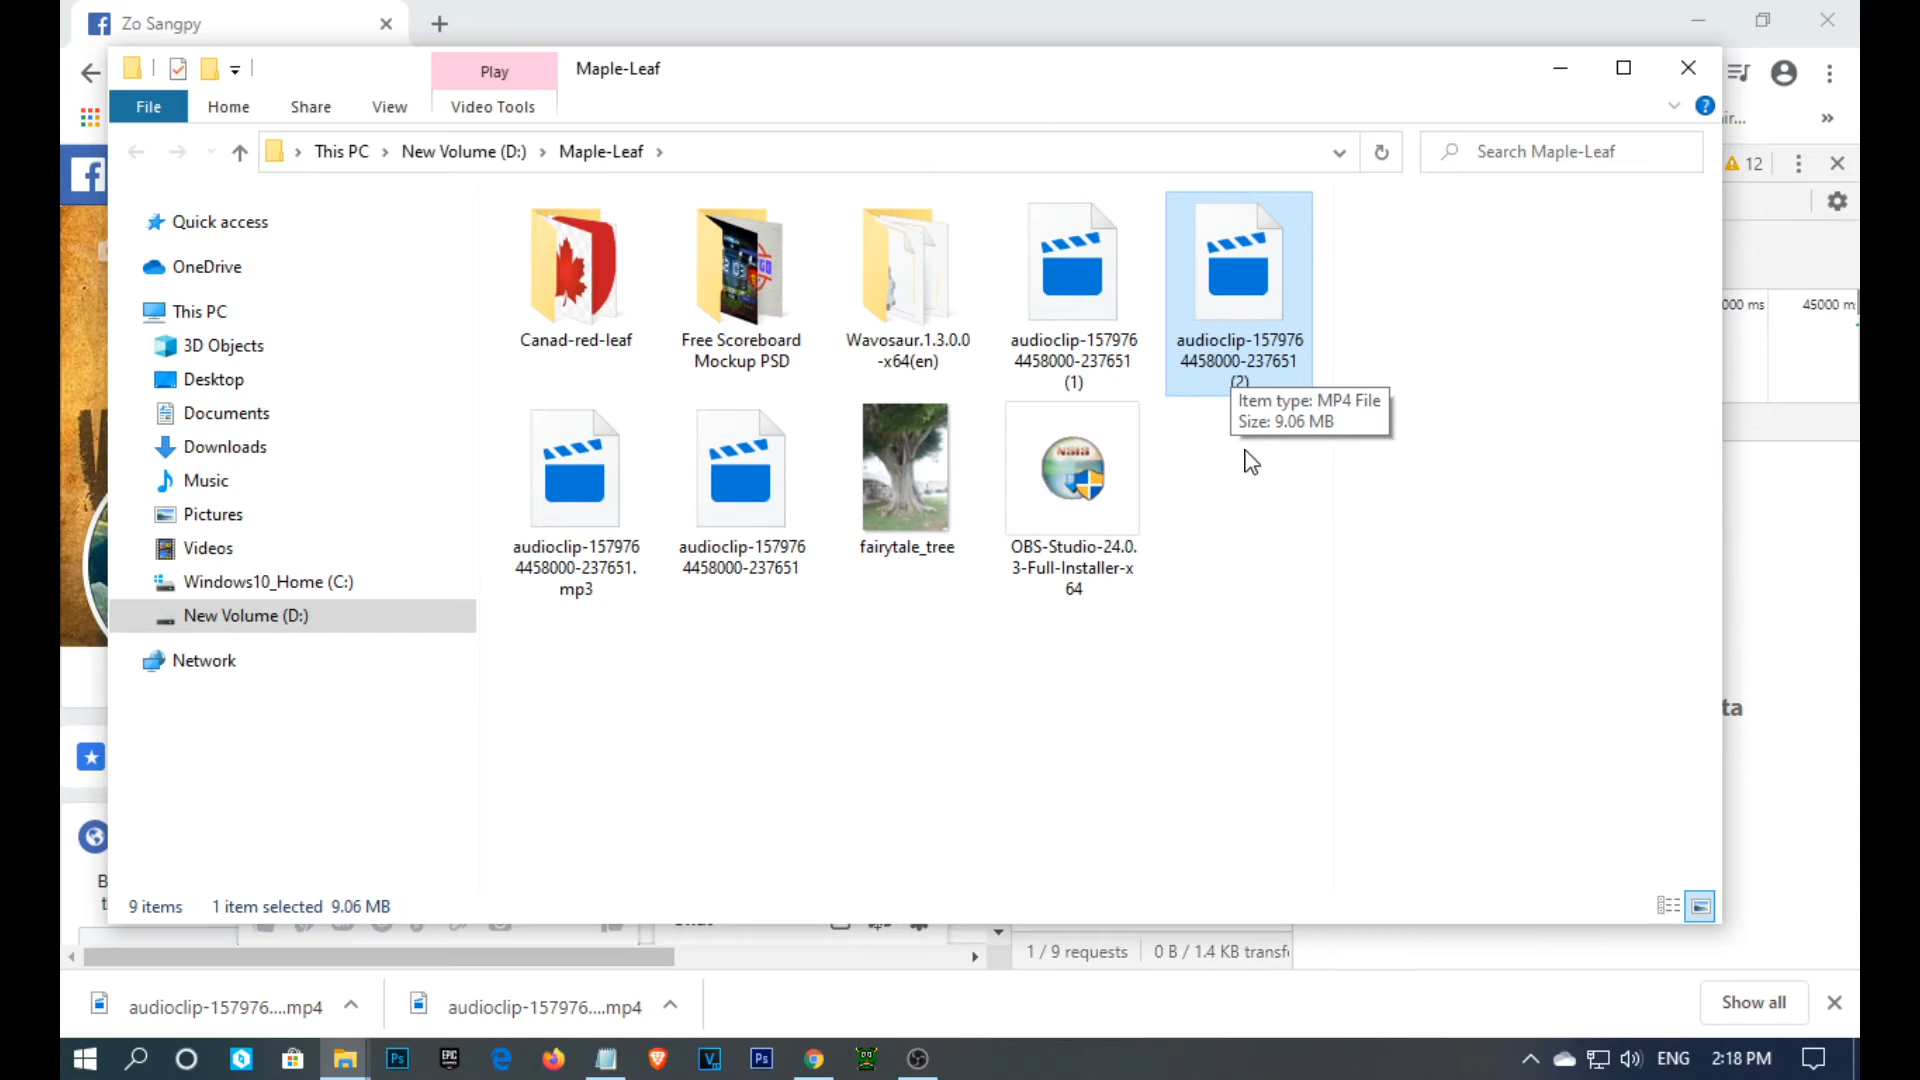 Zo Sangpy
Play
Maple-Leaf
File
Home
Share
View
Video Tools
This PC
New Volume (D:)
Maple-Leaf
Search Maple-Leaf
12
Quick access
OneDrive
This PC
3D Objects
Desktop
Documents
Downloads
Music
Pictures
Videos
Windows10_Home (C:)
New Volume (D:)
Network
Canad-red-leaf
Free Scoreboard
Mockup PSD
Wavosaur.1.3.0.0
-x64(en)
audioclip-157976
4458000-237651
(1)
audioclip-157976
4458000-237651
(2)
Item type: MP4 File
Size: 9.06 MB
audioclip-157976
4458000-237651.
mp3
audioclip-157976
4458000-237651
fairytale_tree
NSIS
OBS-Studio-24.0.
3-Full-Installer-x
64
000 ms
45000 m
ta
9 items
1 item selected 9.06 MB
1 / 9 requests
0 B / 1.4 KB transf
audioclip-157976....mp4
audioclip-157976....mp4
Show all
Ps
EPIC
Ps
ENG
2:18 PM